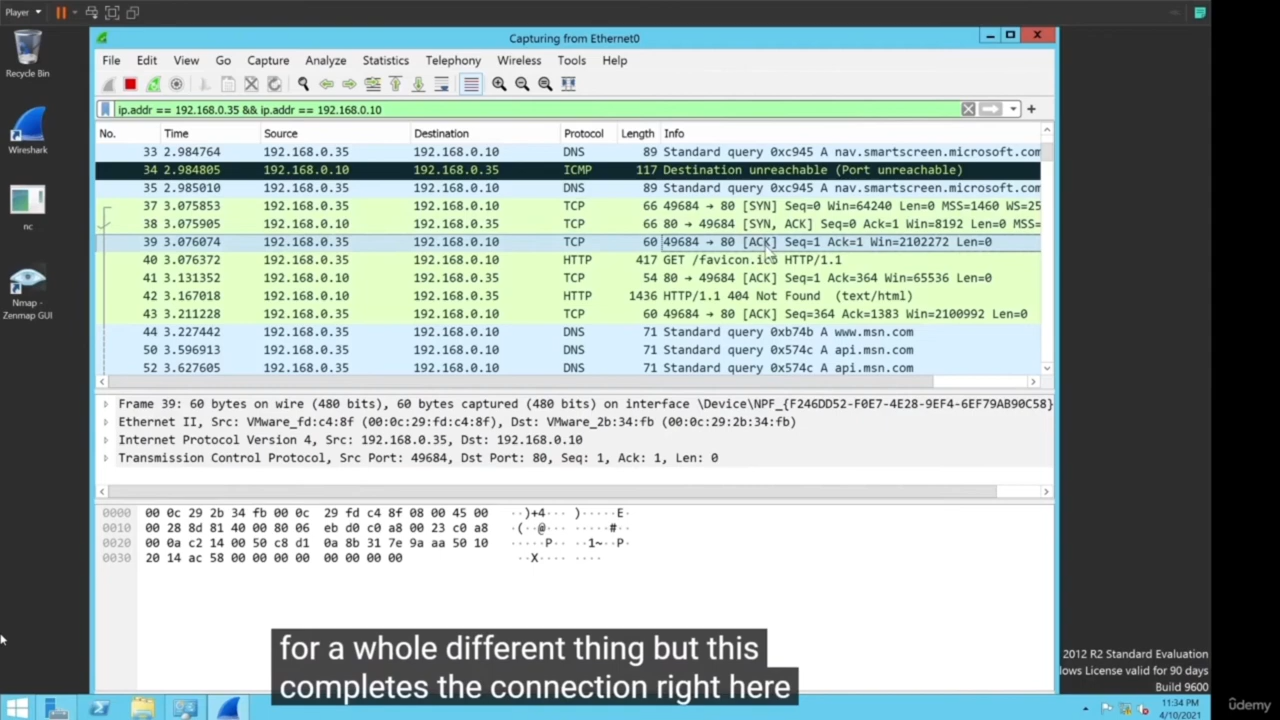 Player
Capturing from Ethernet0
Recycle Bin
File Edit View Go Capture Analyze Statistics Telephony Wireless Tools Help
ip.addr == 192.168.0.35 && ip.addr == 192.168.0.10
Wireshark
No. Time Source Destination Protocol Length Info
33 2.984764 192.168.0.35 192.168.0.10 DNS 89 Standard query 0xc945 A nav.smartscreen.microsoft.com
34 2.984805 192.168.0.10 192.168.0.35 ICMP 117 Destination unreachable (Port unreachable)
35 2.985010 192.168.0.35 192.168.0.10 DNS 89 Standard query 0xc945 A nav.smartscreen.microsoft.com
37 3.075853 192.168.0.35 192.168.0.10 TCP 66 49684 → 80 [SYN] Seq=0 Win=64240 Len=0 MSS=1460 WS=25
38 3.075905 192.168.0.10 192.168.0.35 TCP 66 80 → 49684 [SYN, ACK] Seq=0 Ack=1 Win=8192 Len=0 MSS=
39 3.076074 192.168.0.35 192.168.0.10 TCP 60 49684 → 80 [ACK] Seq=1 Ack=1 Win=2102272 Len=0
40 3.076372 192.168.0.35 192.168.0.10 HTTP 417 GET /favicon.ico HTTP/1.1
41 3.131352 192.168.0.10 192.168.0.35 TCP 54 80 → 49684 [ACK] Seq=1 Ack=364 Win=65536 Len=0
42 3.167018 192.168.0.10 192.168.0.35 HTTP 1436 HTTP/1.1 404 Not Found (text/html)
43 3.211228 192.168.0.35 192.168.0.10 TCP 60 49684 → 80 [ACK] Seq=364 Ack=1383 Win=2100992 Len=0
44 3.227442 192.168.0.35 192.168.0.10 DNS 71 Standard query 0xb74b A www.msn.com
50 3.596913 192.168.0.35 192.168.0.10 DNS 71 Standard query 0x574c A api.msn.com
52 3.627605 192.168.0.35 192.168.0.10 DNS 71 Standard query 0x574c A api.msn.com
nc
Nmap -
Zenmap GUI
Frame 39: 60 bytes on wire (480 bits), 60 bytes captured (480 bits) on interface \Device\NPF_{F246DD52-F0E7-4E28-9EF4-6EF79AB90C58}
Ethernet II, Src: VMware_fd:c4:8f (00:0c:29:fd:c4:8f), Dst: VMware_2b:34:fb (00:0c:29:2b:34:fb)
Internet Protocol Version 4, Src: 192.168.0.35, Dst: 192.168.0.10
Transmission Control Protocol, Src Port: 49684, Dst Port: 80, Seq: 1, Ack: 1, Len: 0
0000 00 0c 29 2b 34 fb 00 0c 29 fd c4 8f 08 00 45 00 ··)+4··· )·····E·
0010 00 28 8d 81 40 00 80 06 eb d0 c0 a8 00 23 c0 a8 ·(··@··· ·····#··
0020 00 0a c2 14 00 50 c8 d1 0a 8b 31 7e 9a aa 50 10 ·····P·· ··1~··P·
0030 20 14 ac 58 00 00 00 00 00 00 00 00 ··X···· ····
for a whole different thing but this
completes the connection right here
2012 R2 Standard Evaluation
ows License valid for 90 days
Build 9600
11:34 PM
4/10/2021
ûdemy